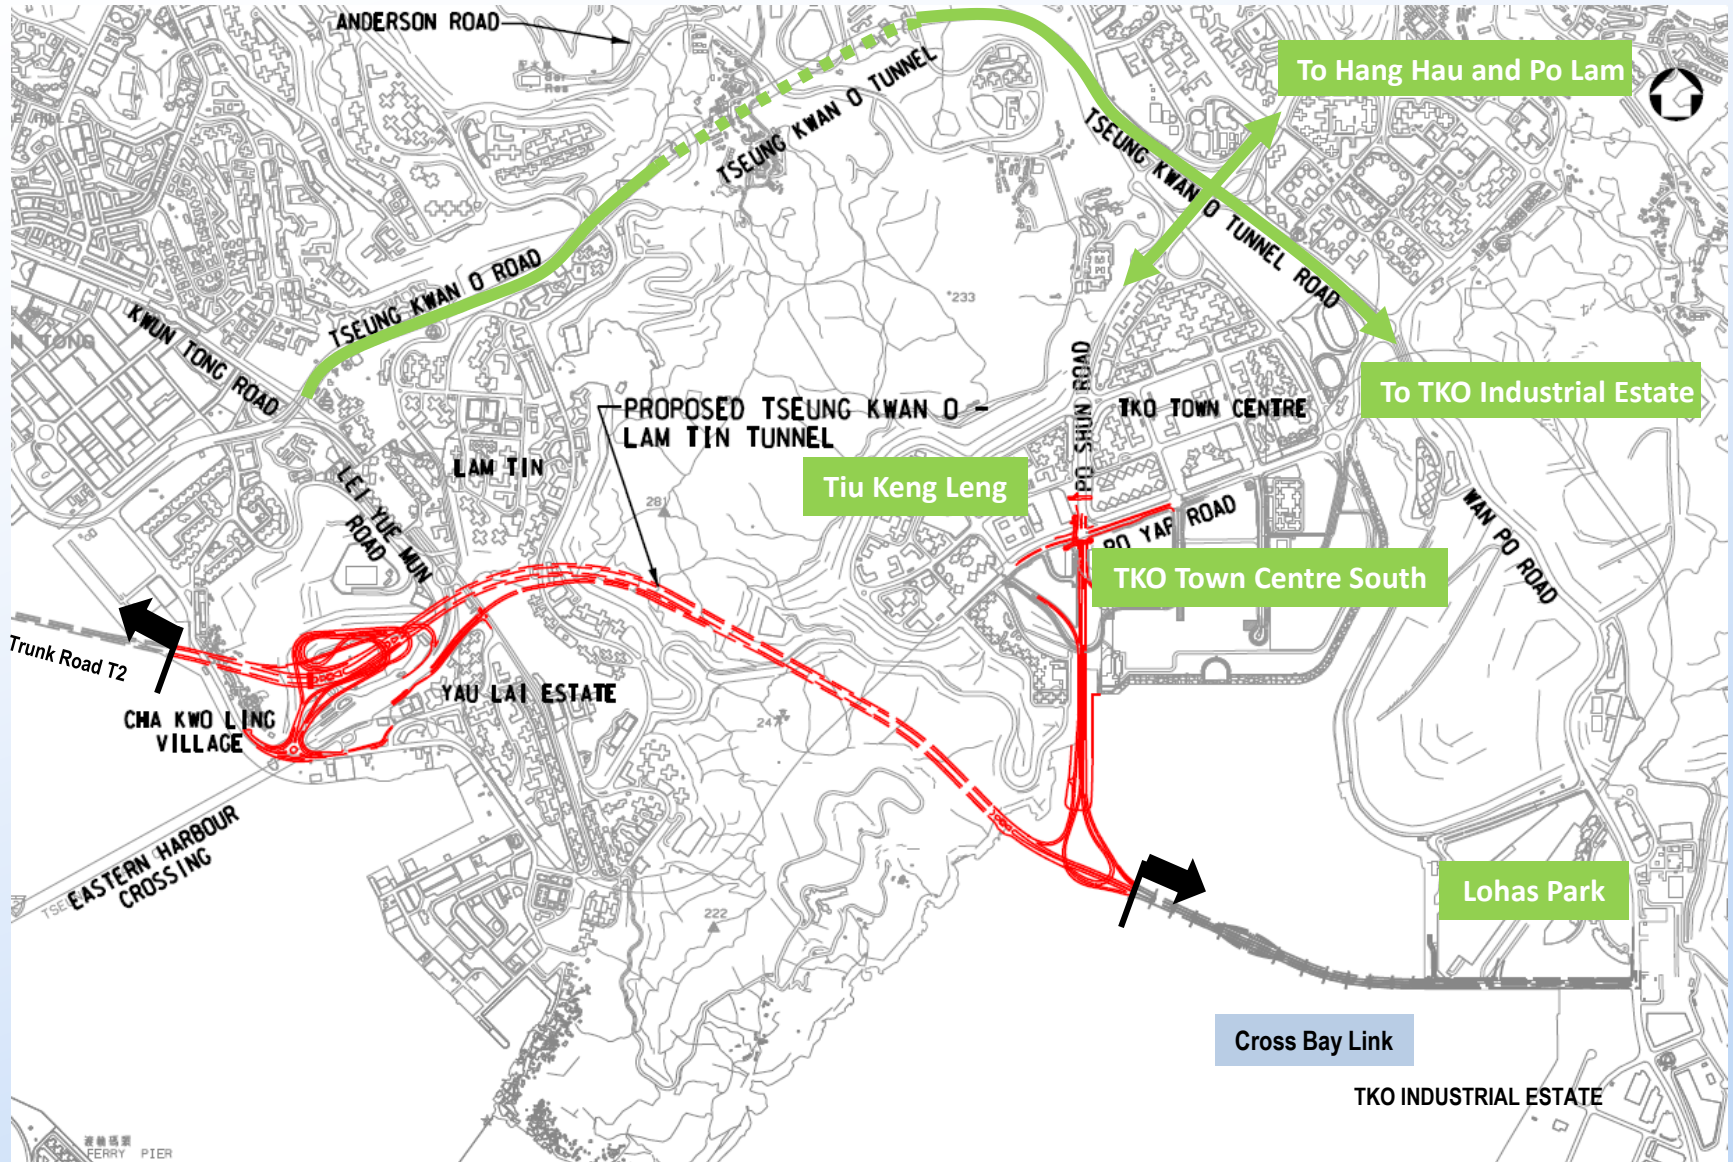 ANDERSON ROAD
To Hang Hau and Po Lam
TSEUNG KWAN O TUNNEL
TSEUNG KWAN O TUNNEL ROAD
TSEUNG KWAN O ROAD
KWUN TONG ROAD
233
PO SHUN ROAD
To TKO Industrial Estate
PROPOSED TSEUNG KWAN O -
LAM TIN TUNNEL
TKO TOWN CENTRE
LAM TIN
Tiu Keng Leng
281
LEI YUE MUN
ROAD
PO YAP ROAD
WAN PO ROAD
TKO Town Centre South
Trunk Road T2
YAU LAI ESTATE
CHA KWO LING
VILLAGE
247
EASTERN HARBOUR
CROSSING
Lohas Park
222
Cross Bay Link
TKO INDUSTRIAL ESTATE
FERRY PIER